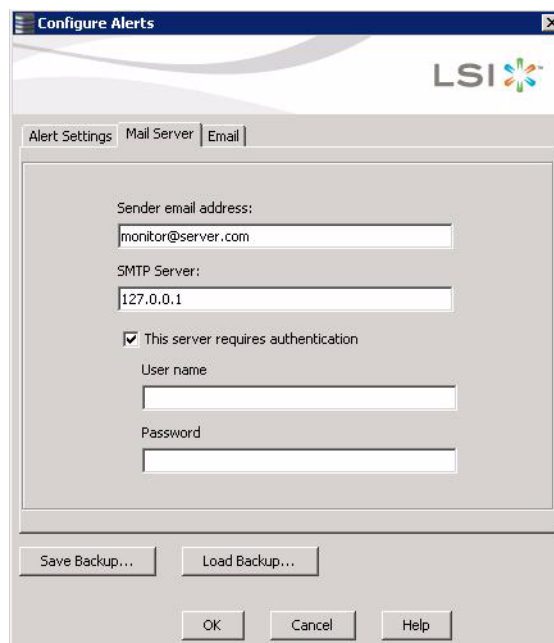 Configure Alerts
LSI
Alert Settings Mail Server Email
Sender email address:
monitor@server.com
SMTP Server:
127.0.0.1
This server requires authentication
User name
Password
Save Backup... Load Backup...
OK Cancel Help